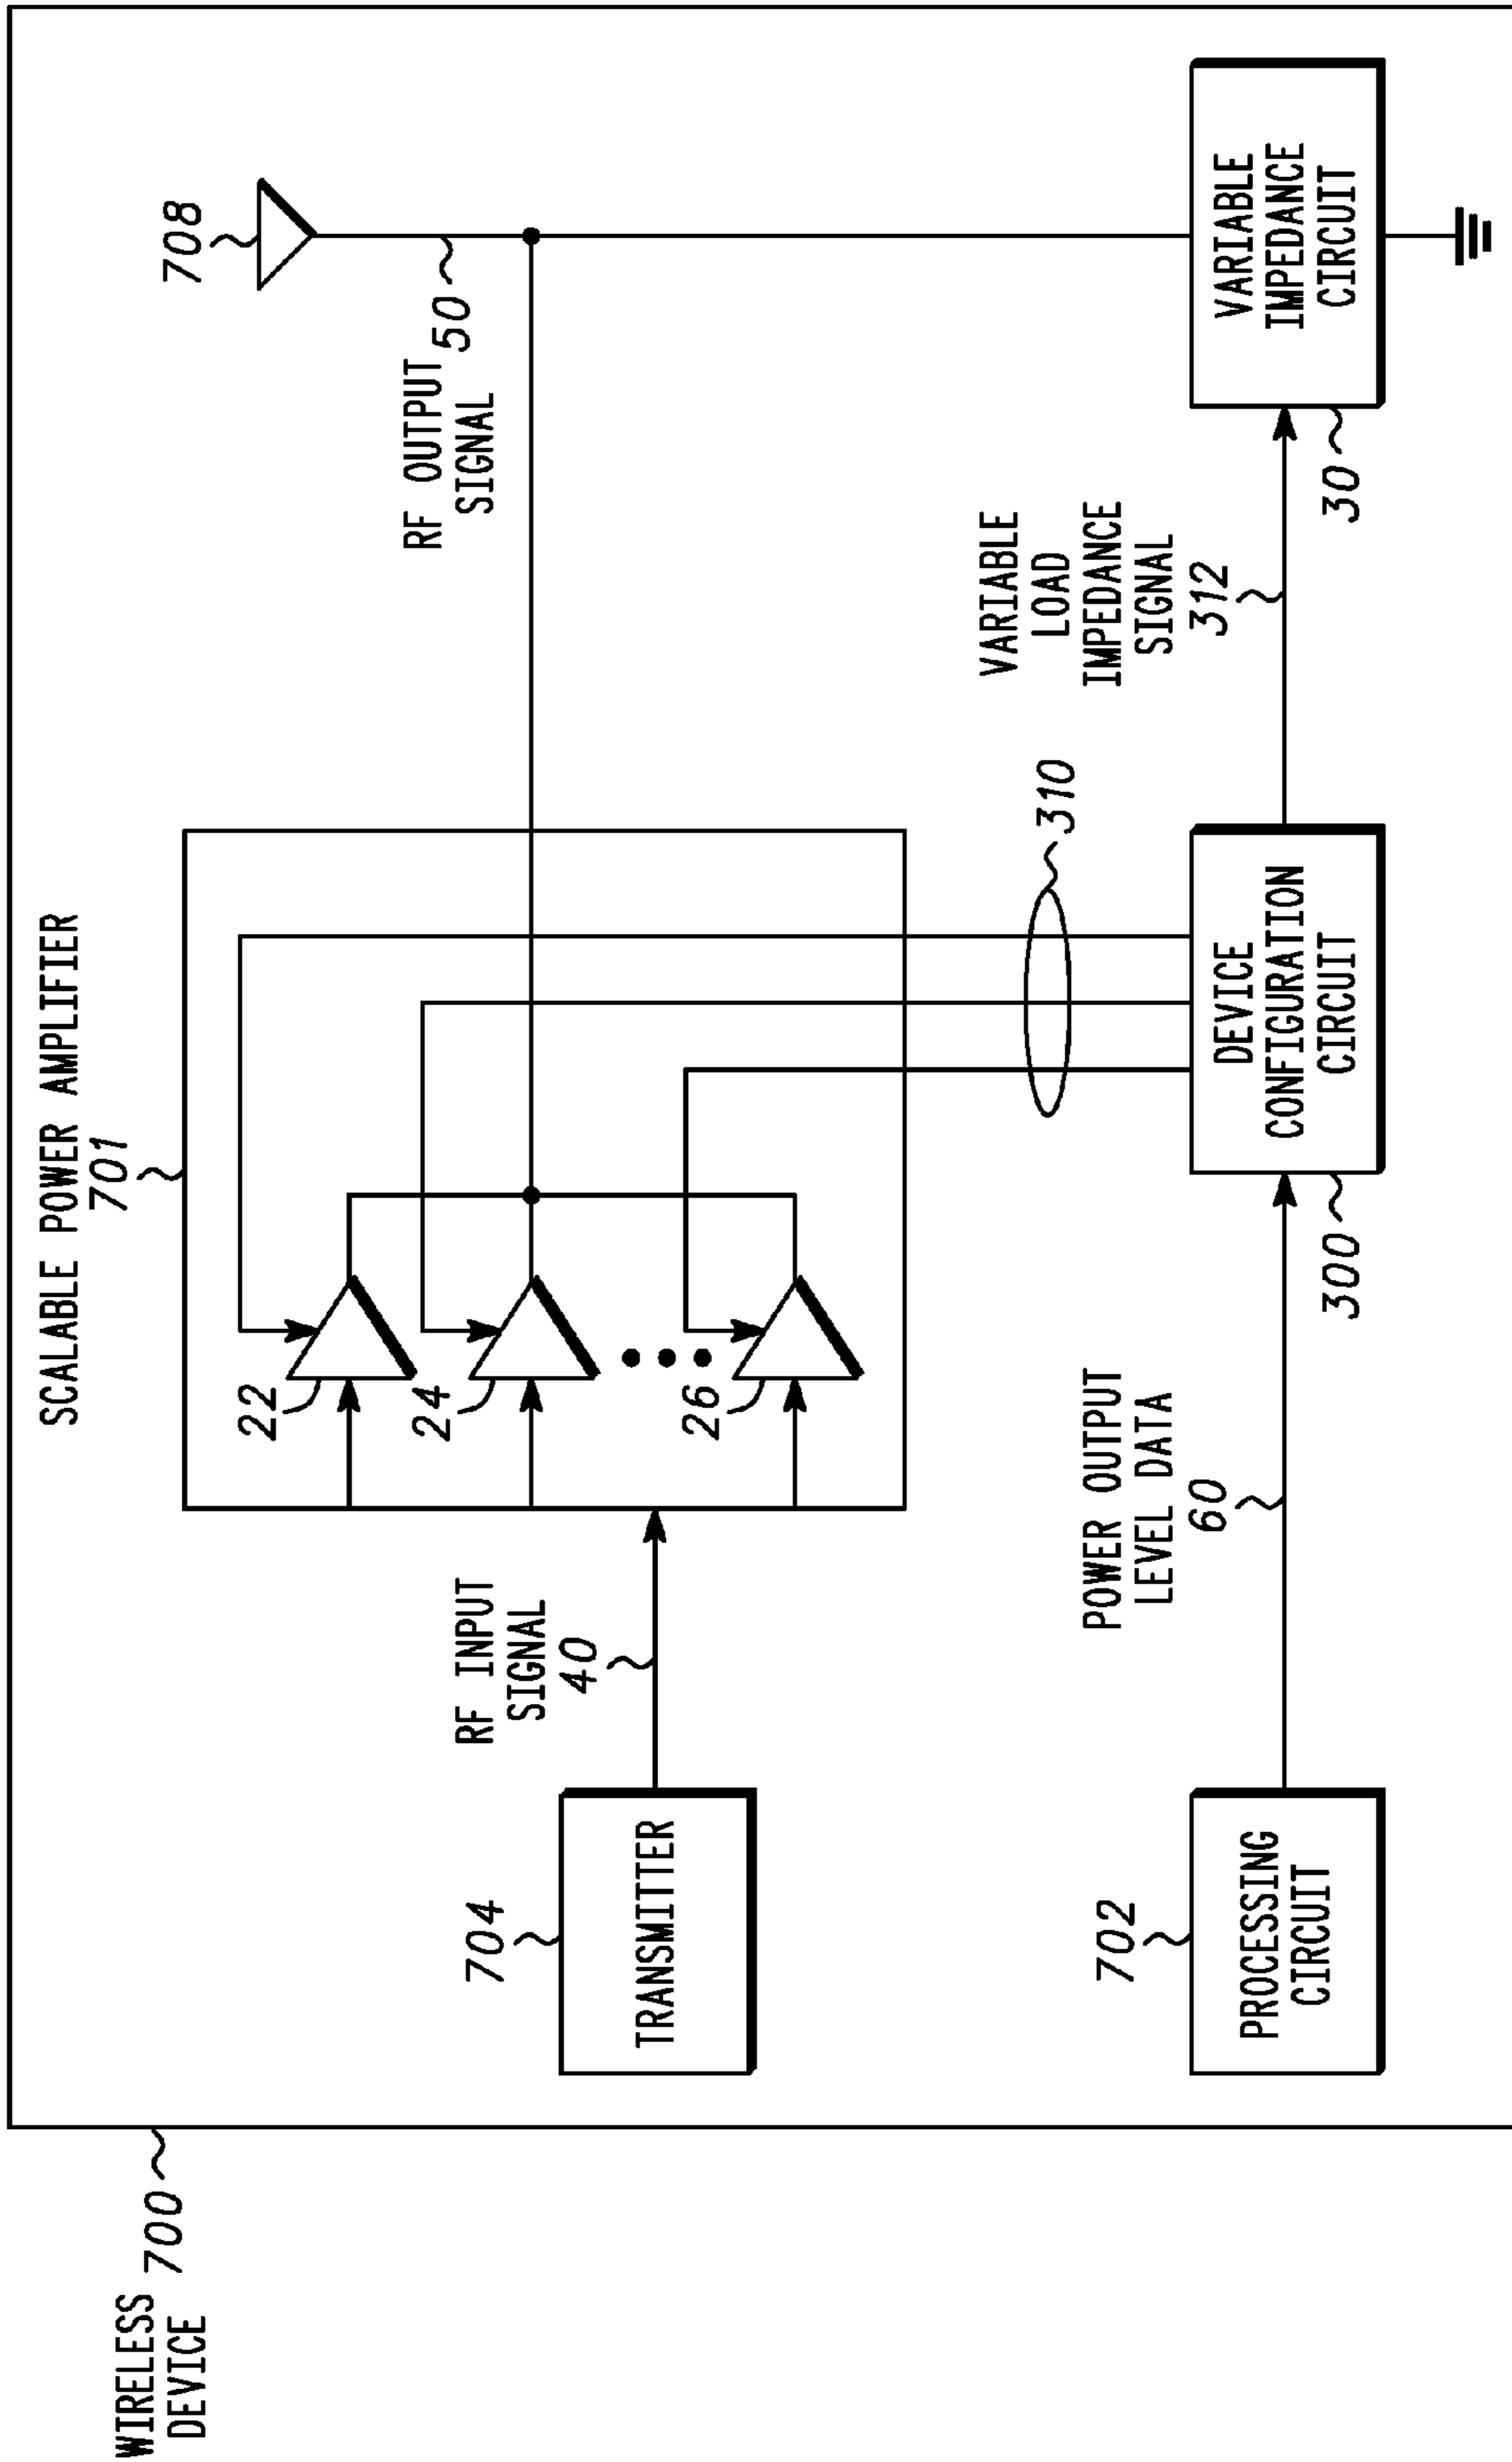 WIRELESS
DEVICE
700
SCALABLE POWER AMPLIFIER
701
708
22
24
26
RF OUTPUT
SIGNAL
50
RF INPUT
SIGNAL
40
704
TRANSMITTER
310
VARIABLE
LOAD
IMPEDANCE
SIGNAL
312
POWER OUTPUT
LEVEL DATA
60
702
PROCESSING
CIRCUIT
DEVICE
CONFIGURATION
CIRCUIT
300
VARIABLE
IMPEDANCE
CIRCUIT
30